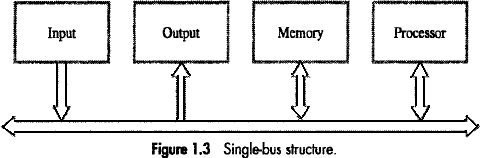 Input Output Memory Processor
Figure 1.3 Single-bus structure.